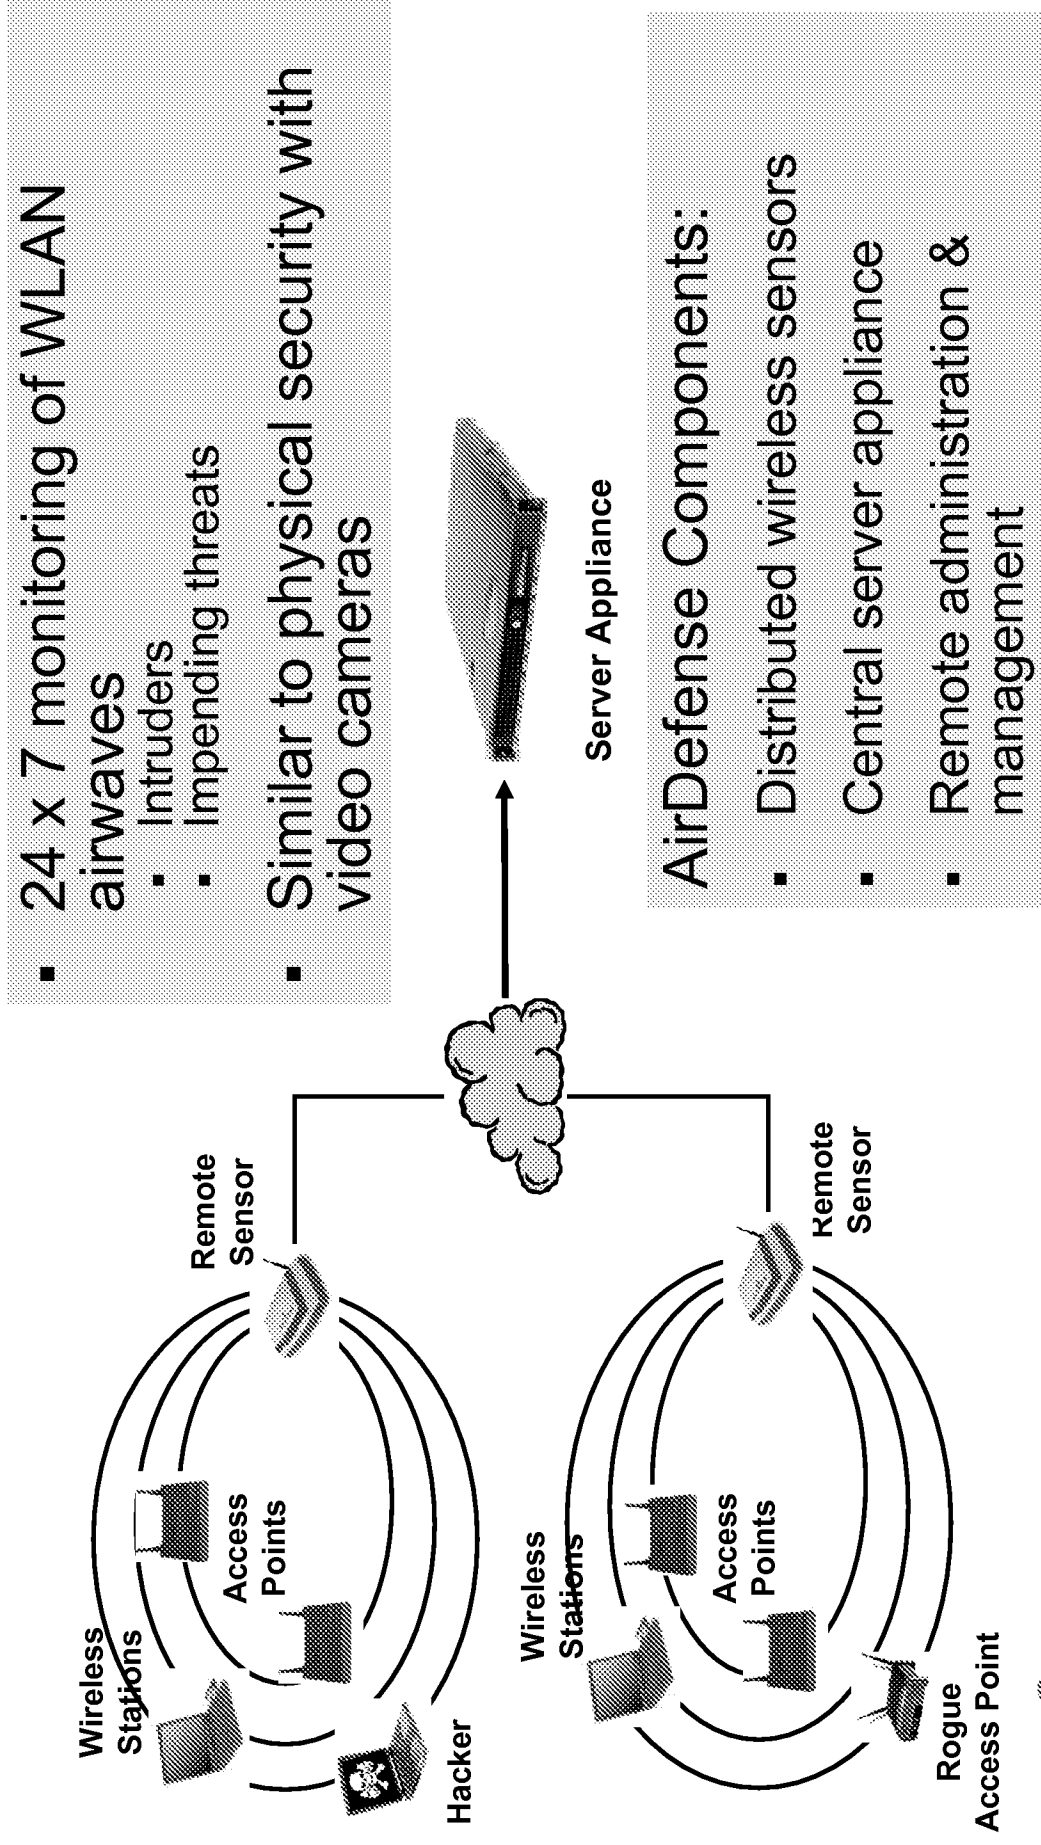 ▪ 24 x 7 monitoring of WLAN
airwaves
▪ Intruders
▪ Impending threats
▪ Similar to physical security with
video cameras
Remote
Sensor
Access
Points
Wireless
Stations
Hacker
Server Appliance
Wireless
Stations
Access
Points
Remote
Sensor
Rogue
Access Point
AirDefense Components:
▪ Distributed wireless sensors
▪ Central server appliance
▪ Remote administration &
management